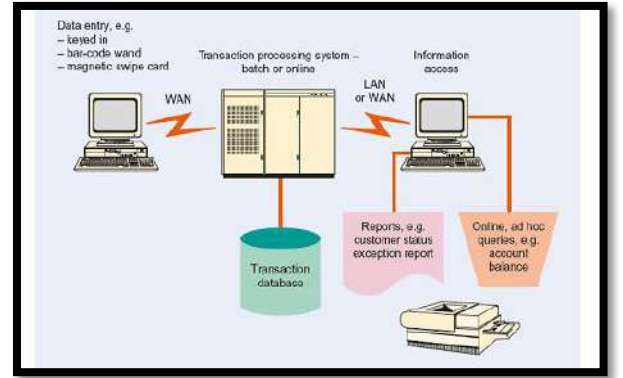 Data entry, e.g.
– keyed in
– bar-code wand
– magnetic swipe card
Transaction processing system –
batch or online
Information
access
WAN
LAN
or WAN
Transaction
database
Reports, e.g.
customer status
exception report
Online, ad hoc
queries, e.g.
account
balance